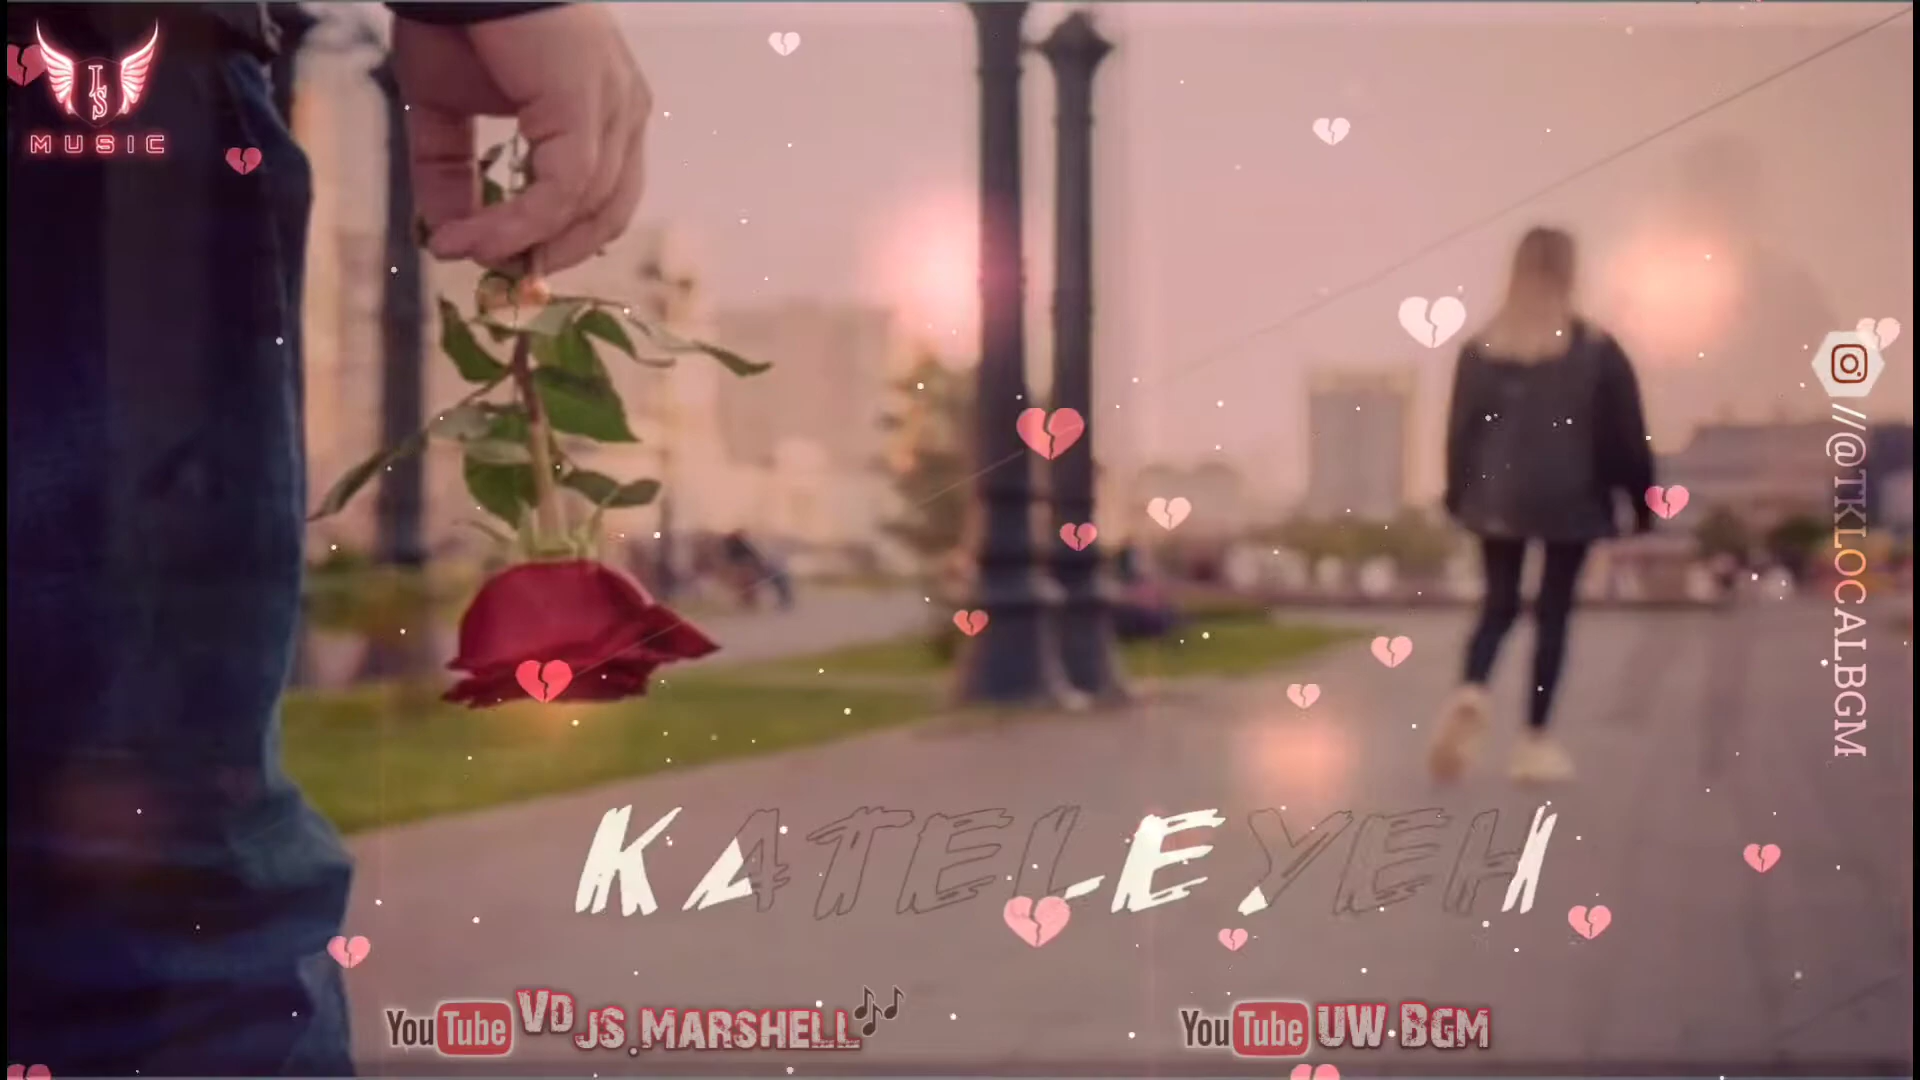 JS
MUSIC
//@TKLOCALBGM
KATELEYEH
YouTube VD JS MARSHELL
YouTube UW BGM